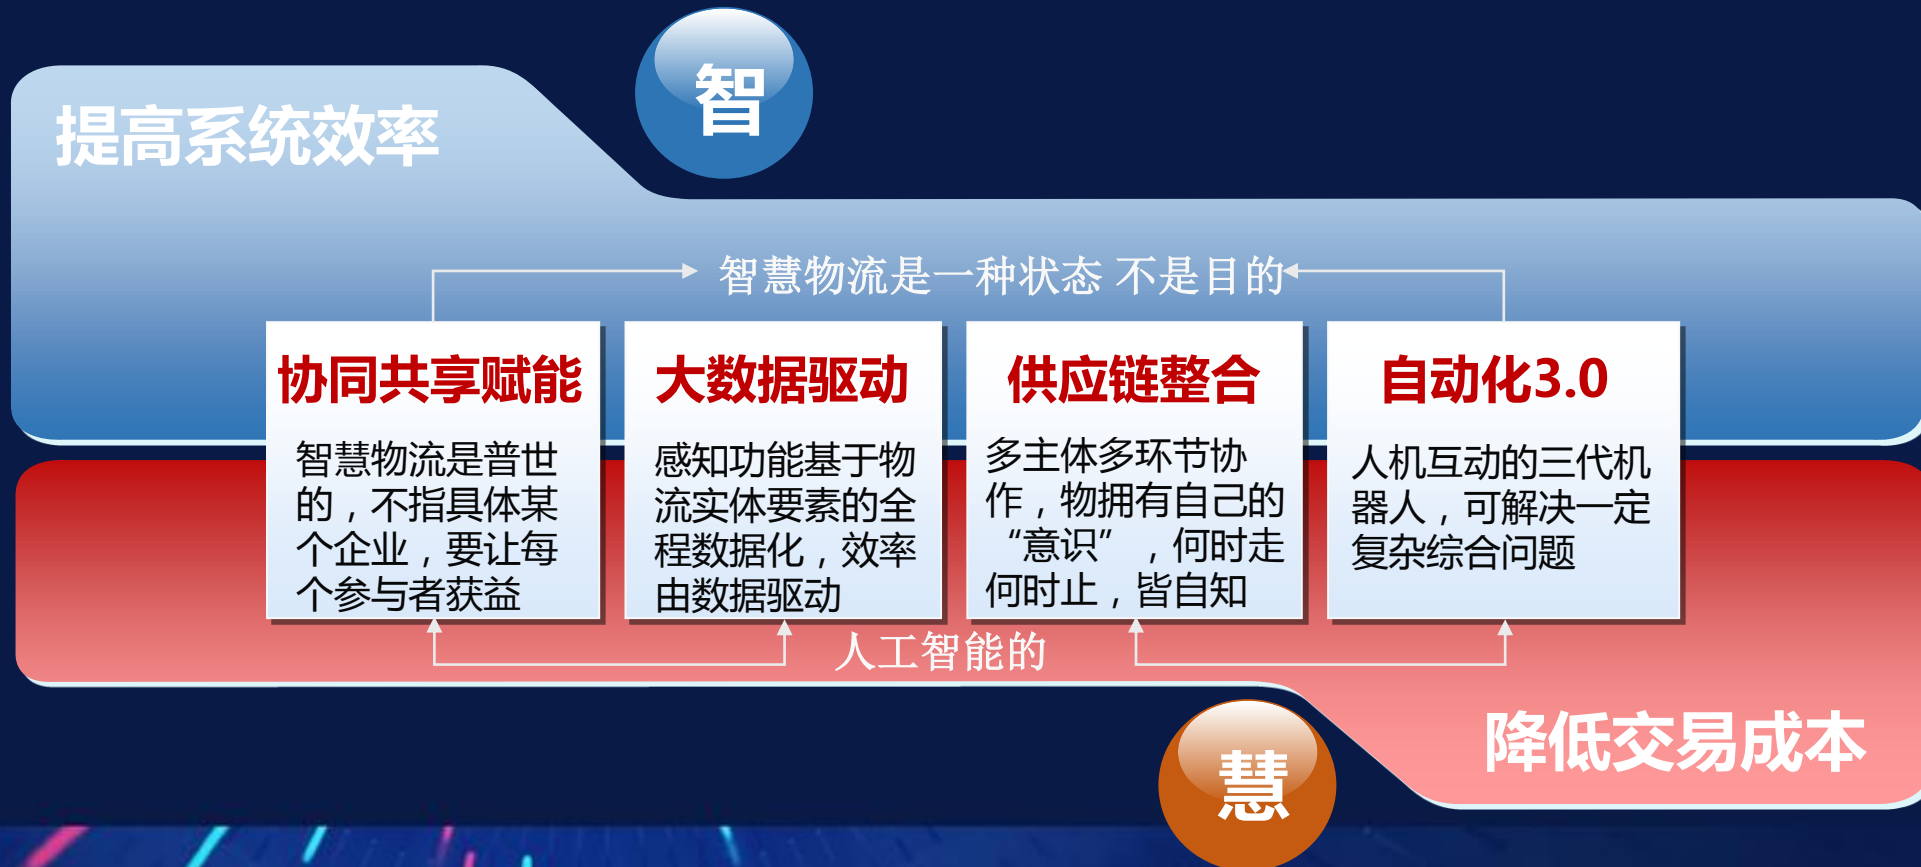 智
提高系统效率
智慧物流是一种状态 不是目的
协同共享赋能
智慧物流是普世
的，不指具体某
个企业，要让每
个参与者获益
大数据驱动
感知功能基于物
流实体要素的全
程数据化，效率
由数据驱动
供应链整合
多主体多环节协
作，物拥有自己的
“意识”，何时走
何时止，皆自知
自动化3.0
人机互动的三代机
器人，可解决一定
复杂综合问题
人工智能的
降低交易成本
慧